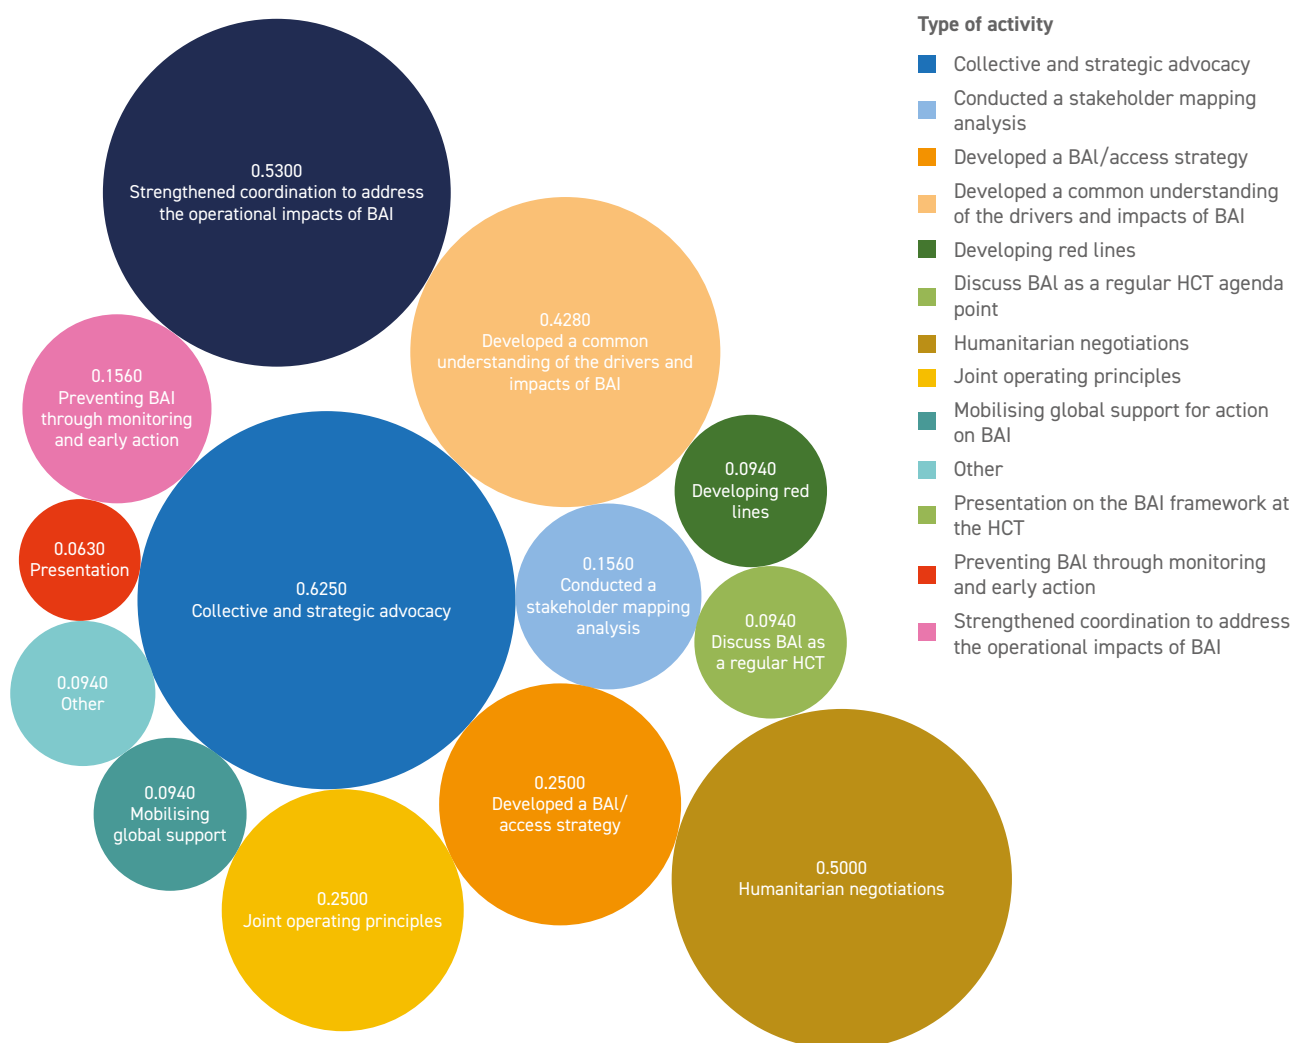 0.5300
Strengthened coordination to address
the operational impacts of BAI
0.4280
Developed a common
understanding of the drivers and
impacts of BAI
0.1560
Preventing BAI
through monitoring
and early action
0.0940
Developing red
lines
0.0630
Presentation
0.6250
Collective and strategic advocacy
0.1560
Conducted a
stakeholder mapping
analysis
0.0940
Discuss BAl as
a regular HCT
0.0940
Other
0.0940
Mobilising
global support
0.2500
Developed a BAl/
access strategy
0.2500
Joint operating principles
0.5000
Humanitarian negotiations
Type of activity
Collective and strategic advocacy
Conducted a stakeholder mapping
analysis
Developed a BAl/access strategy
Developed a common understanding
of the drivers and impacts of BAI
Developing red lines
Discuss BAl as a regular HCT agenda
point
Humanitarian negotiations
Joint operating principles
Mobilising global support for action
on BAI
Other
Presentation on the BAI framework at
the HCT
Preventing BAl through monitoring
and early action
Strengthened coordination to address
the operational impacts of BAI